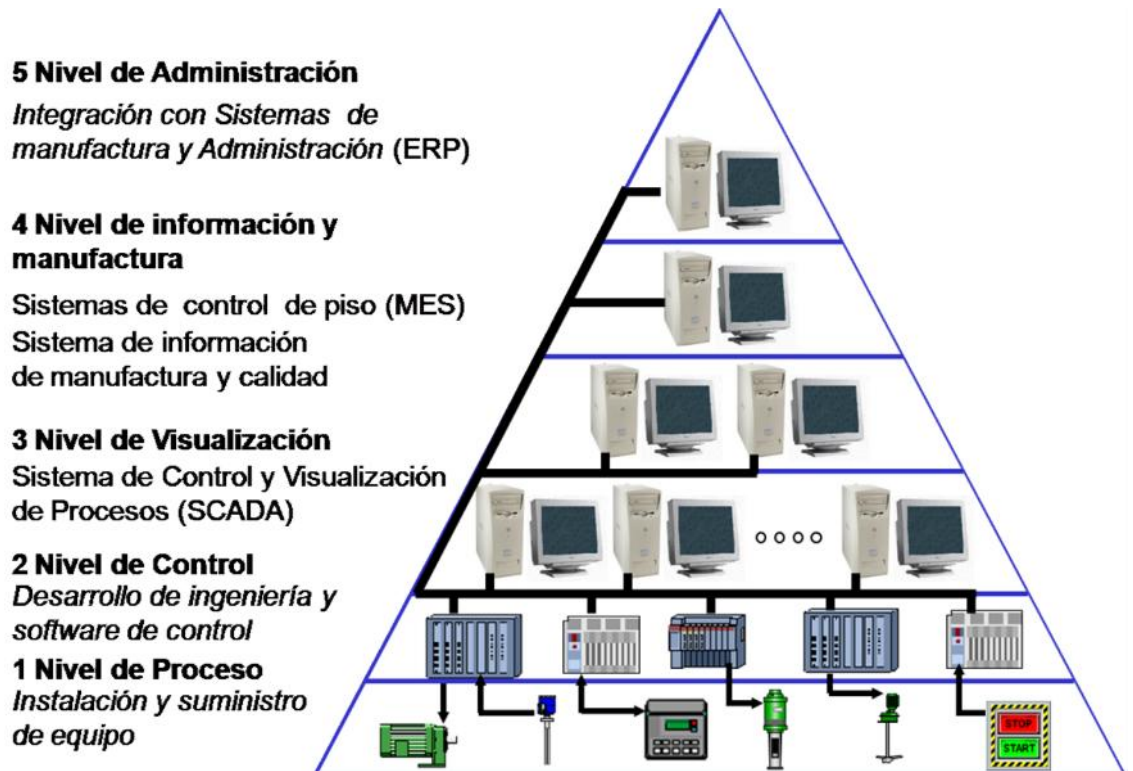 5 Nivel de Administración
Integración con Sistemas de
manufactura y Administración (ERP)
4 Nivel de información y
manufactura
Sistemas de control de piso (MES)
Sistema de información
de manufactura y calidad
3 Nivel de Visualización
Sistema de Control y Visualización
de Procesos (SCADA)
2 Nivel de Control
Desarrollo de ingeniería y
software de control
1 Nivel de Proceso
Instalación y suministro
de equipo
STOP
START